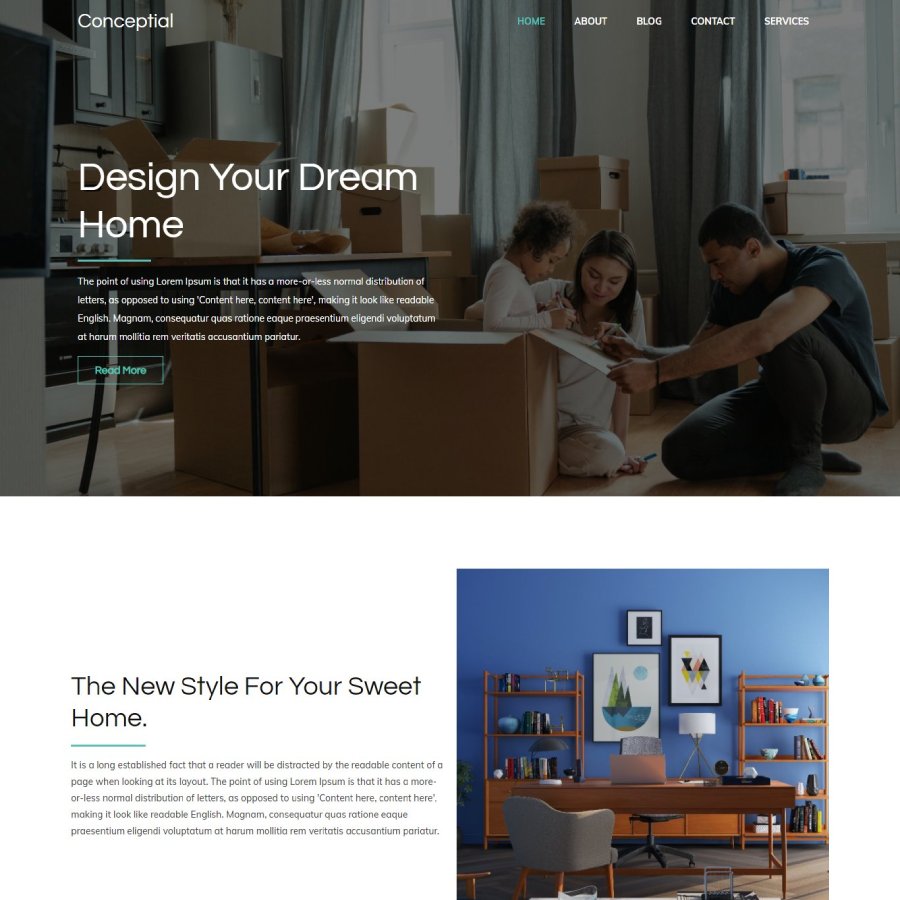 Conceptial
HOME ABOUT BLOG CONTACT SERVICES
Design Your Dream
Home
The point of using Lorem Ipsum is that it has a more-or-less normal distribution of
letters, as opposed to using 'Content here, content here', making it look like readable
English. Magnam, consequatur quas ratione eaque praesentium eligendi voluptatum
at harum mollitia rem veritatis accusantium pariatur.
Read More
The New Style For Your Sweet
Home.
It is a long established fact that a reader will be distracted by the readable content of a
page when looking at its layout. The point of using Lorem Ipsum is that it has a more-
or-less normal distribution of letters, as opposed to using 'Content here, content here',
making it look like readable English. Magnam, consequatur quas ratione eaque
praesentium eligendi voluptatum at harum mollitia rem veritatis accusantium pariatur.